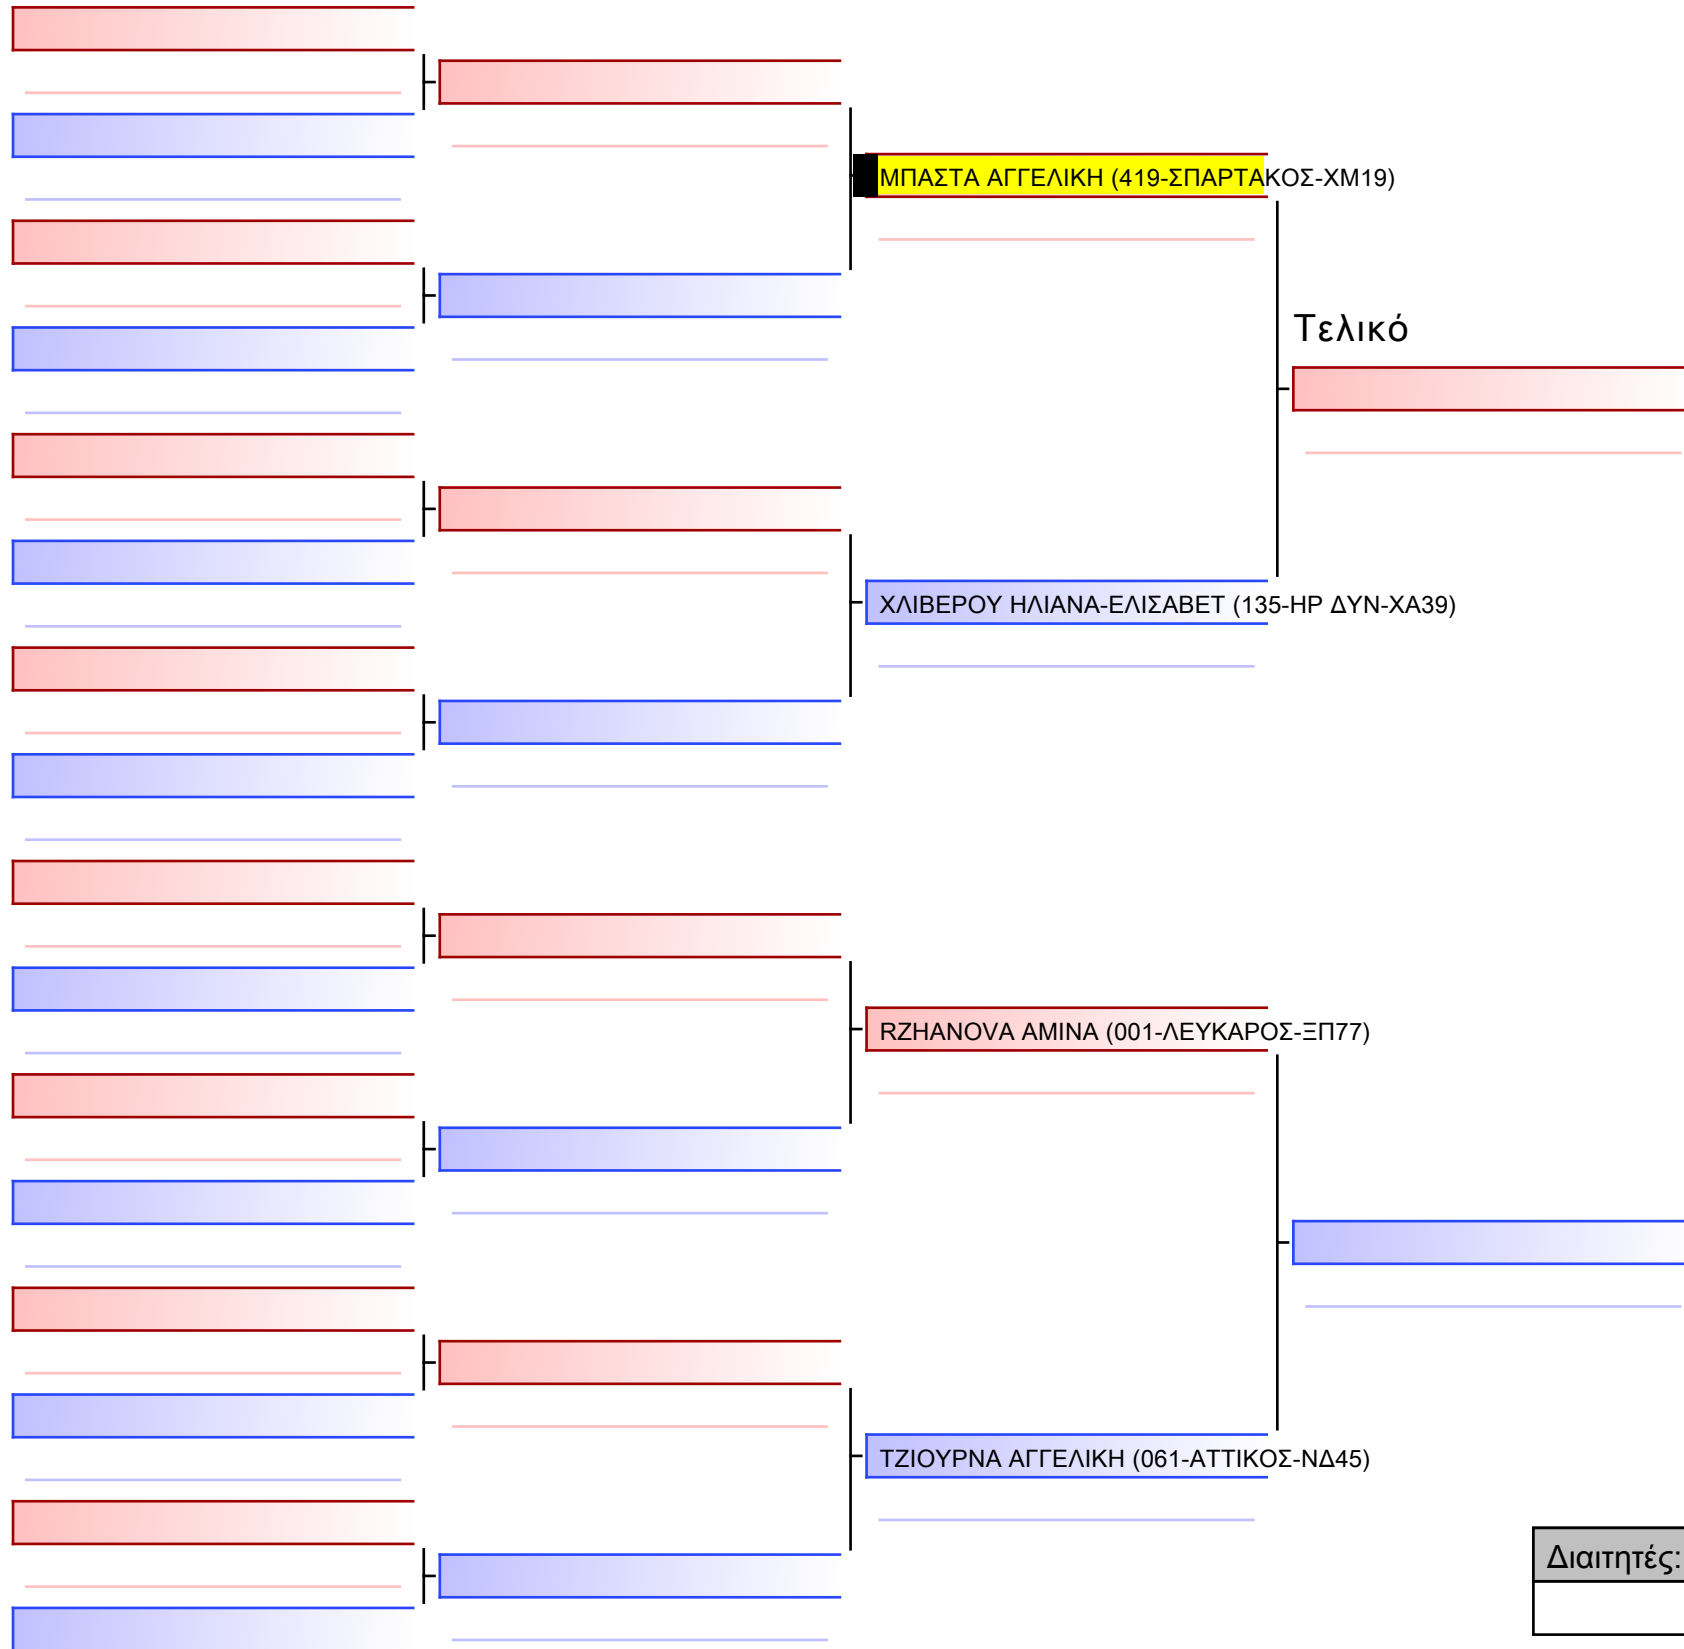 ΜΠΑΣΤΑ ΑΓΓΕΛΙΚΗ (419-ΣΠΑΡΤΑΚΟΣ-ΧΜ19)
Τελικό
ΧΛΙΒΕΡΟΥ ΗΛΙΑΝΑ-ΕΛΙΣΑΒΕΤ (135-ΗΡ ΔΥΝ-ΧΑ39)
RZHANOVA AMINA (001-ΛΕΥΚΑΡΟΣ-ΞΠ77)
ΤΖΙΟΥΡΝΑ ΑΓΓΕΛΙΚΗ (061-ΑΤΤΙΚΟΣ-ΝΔ45)
Διαιτητές: